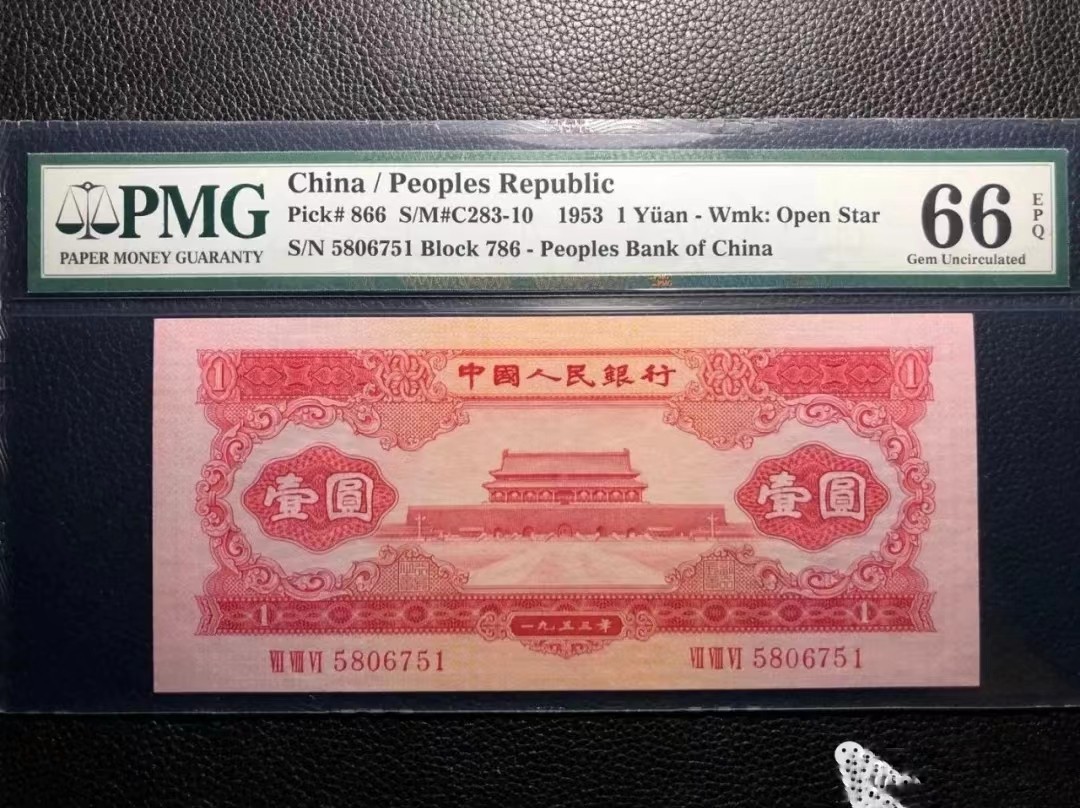 PMG
PAPER MONEY GUARANTY
China / Peoples Republic
Pick# 866 S/M#C283-10 1953 1 Yüan - Wmk: Open Star
S/N 5806751 Block 786 - Peoples Bank of China
66
EPQ
Gem Uncirculated
1 中國人民銀行 1
壹圓 壹圓
1 一九五三年 1
VII VIII VI 5806751 VII VIII VI 5806751